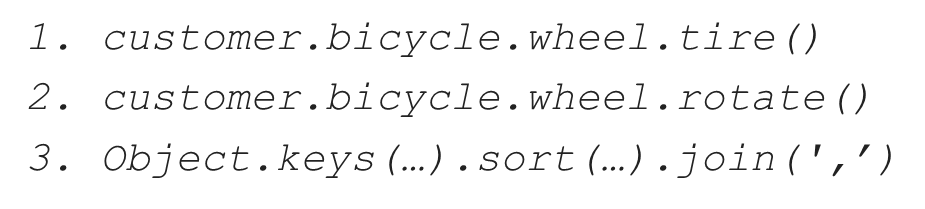 1. customer.bicycle.wheel.tire()
2. customer.bicycle.wheel.rotate()
3. Object.keys(…).sort(…).join(',’)